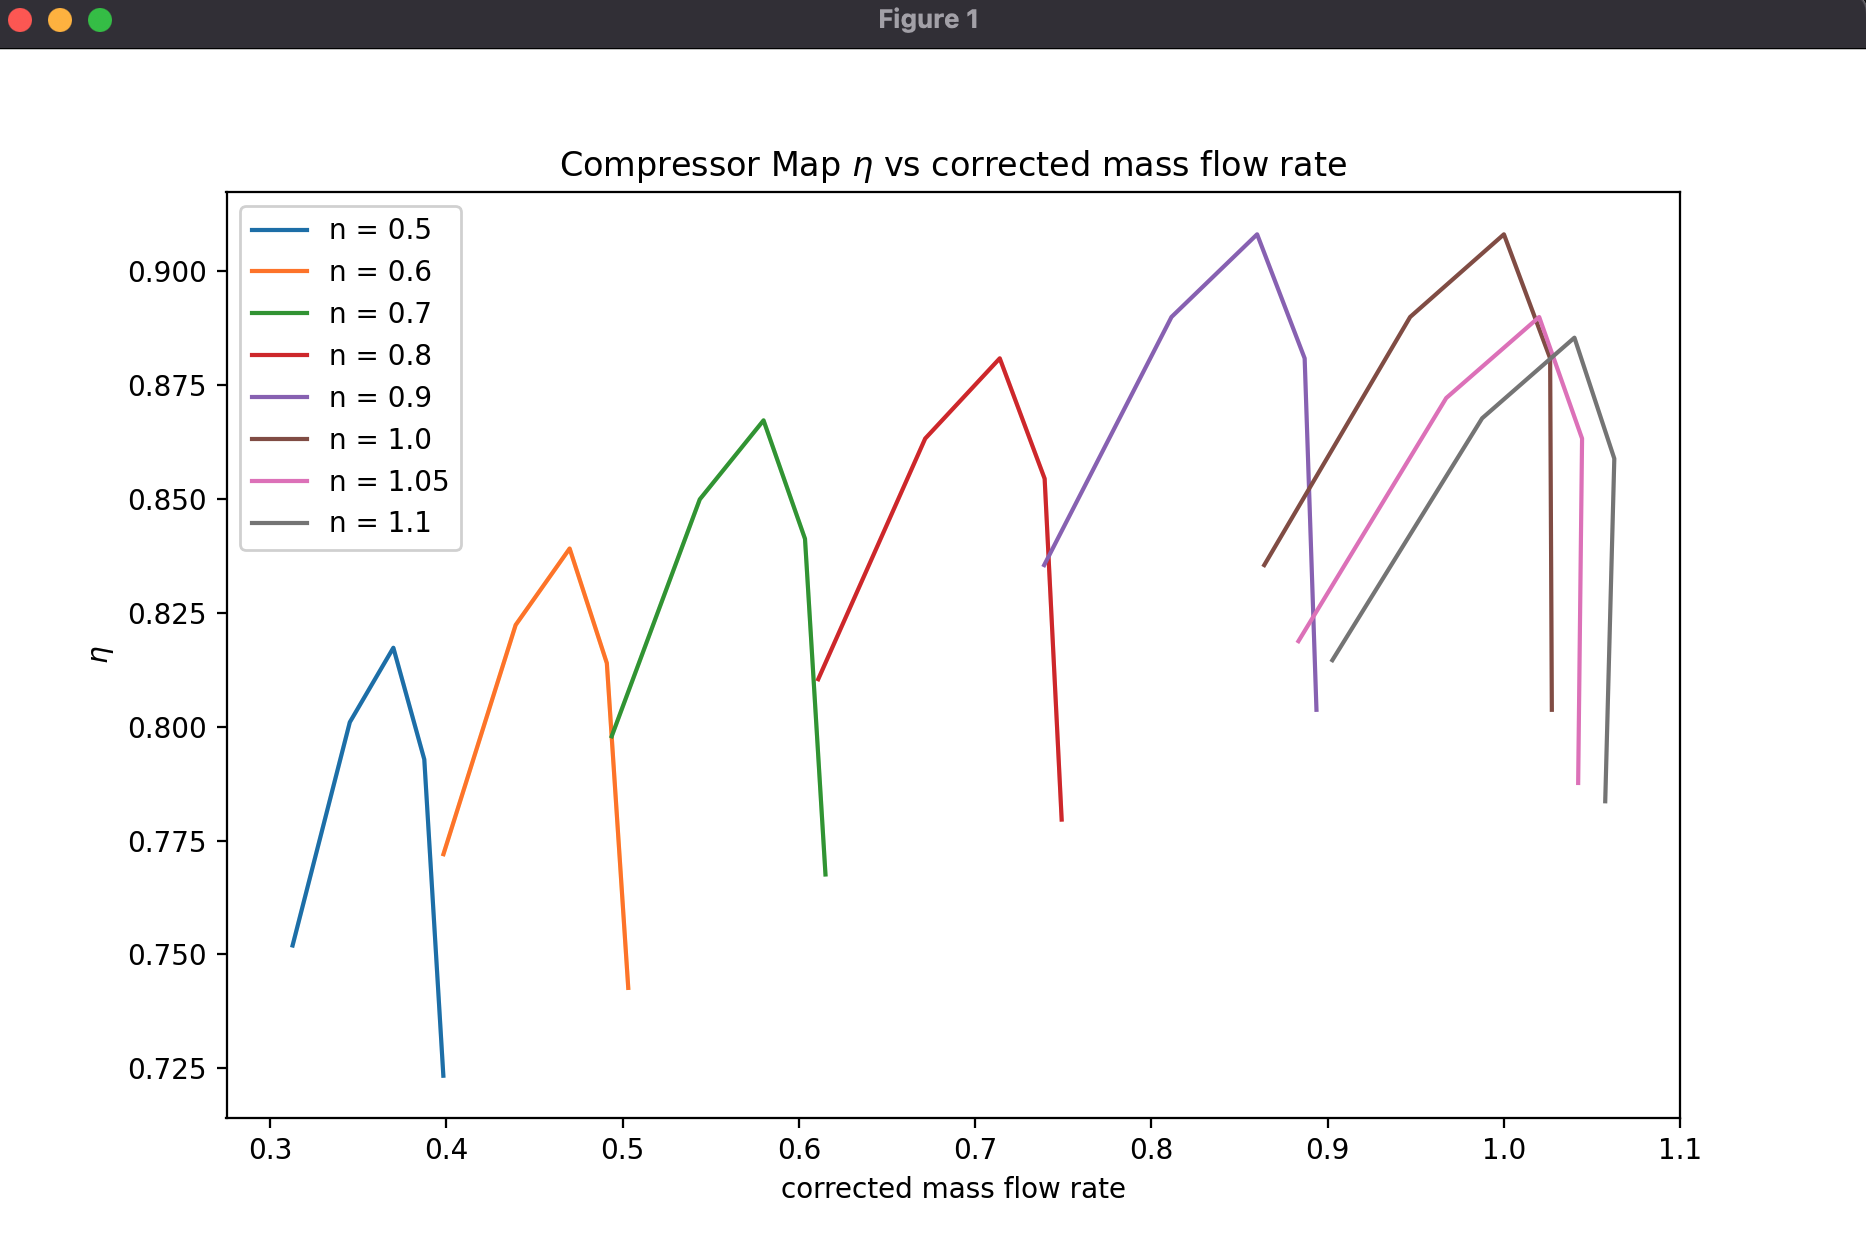 Figure 1
Compressor Map η vs corrected mass flow rate
n = 0.5
n = 0.6
n = 0.7
n = 0.8
n = 0.9
n = 1.0
n = 1.05
n = 1.1
0.900
0.875
0.850
0.825
0.800
0.775
0.750
0.725
η
0.3 0.4 0.5 0.6 0.7 0.8 0.9 1.0 1.1
corrected mass flow rate